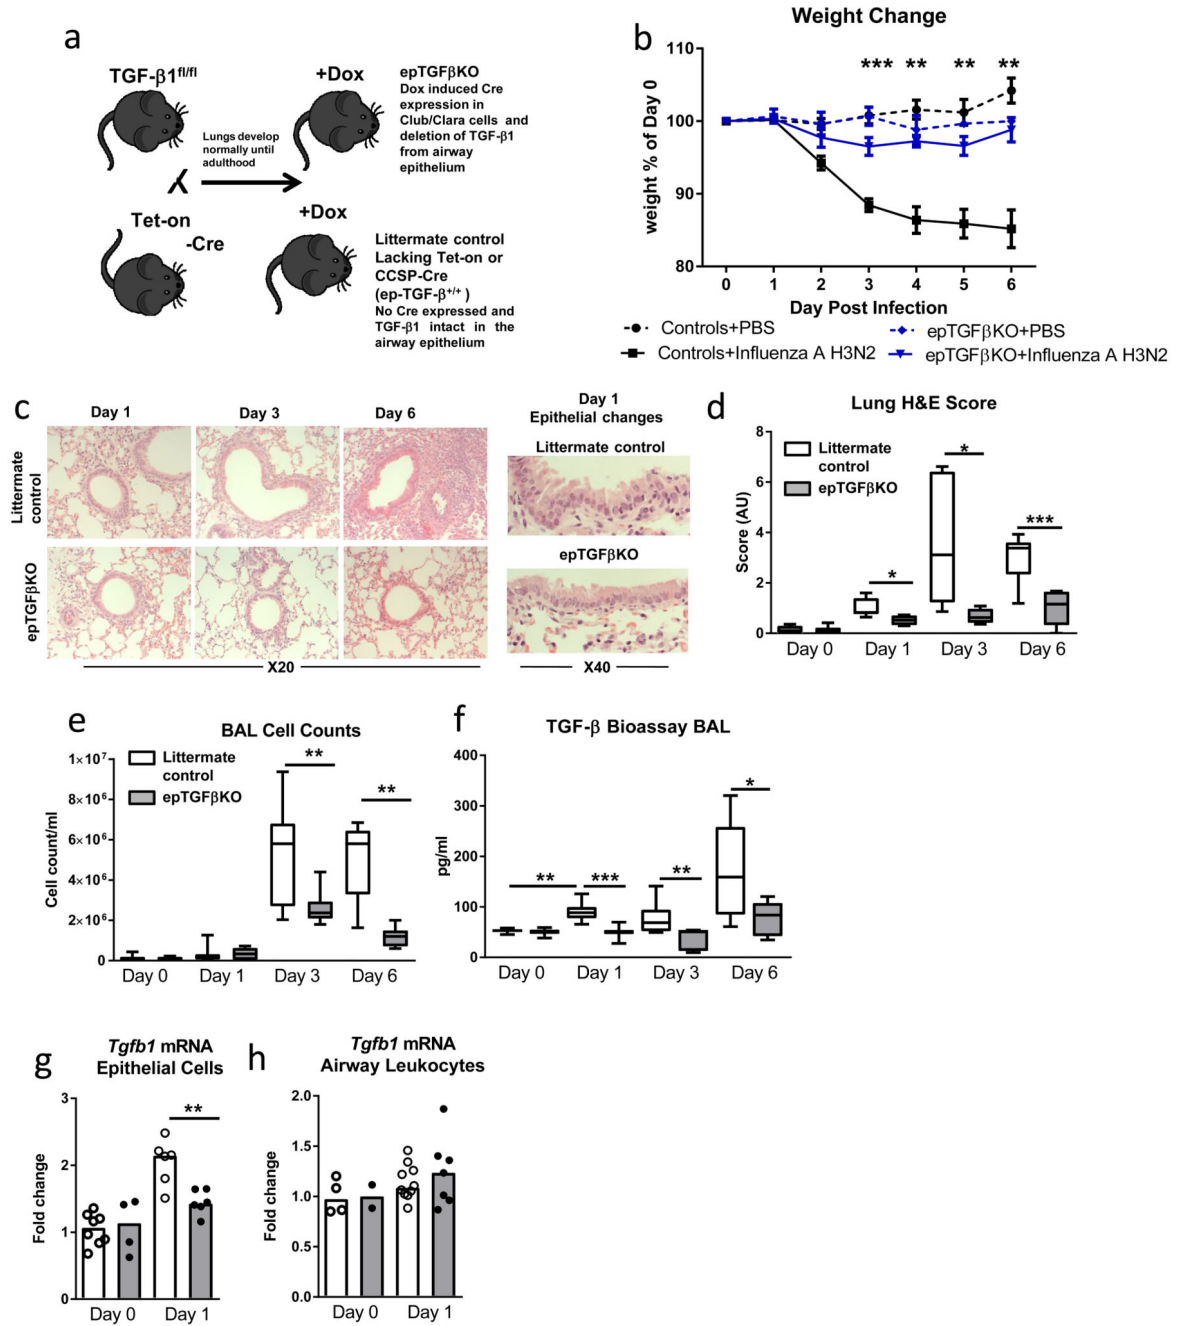 a
TGF-β1fl/fl
+Dox
epTGFβKO
Dox induced Cre
expression in
Club/Clara cells and
deletion of TGF-β1
from airway
epithelium
Lungs develop
normally until
adulthood
X
Tet-on
-Cre
+Dox
Littermate control
Lacking Tet-on or
CCSP-Cre
(ep-TGF-β+/+ )
No Cre expressed and
TGF-β1 intact in the
airway epithelium
b
Weight Change
weight % of Day 0
110
100
90
80
*** ** ** **
0 1 2 3 4 5 6
Day Post Infection
Controls+PBS
epTGFβKO+PBS
Controls+Influenza A H3N2
epTGFβKO+Influenza A H3N2
c
Day 1 Day 3 Day 6
Day 1
Epithelial changes
Littermate
control
epTGFβKO
Littermate control
epTGFβKO
X20
X40
d
Lung H&E Score
Score (AU)
8
6
4
2
0
Littermate
control
epTGFβKO
* * ***
Day 0 Day 1 Day 3 Day 6
e
BAL Cell Counts
Cell count/ml
1×10⁷
8×10⁶
6×10⁶
4×10⁶
2×10⁶
0
Littermate
control
epTGFβKO
** **
Day 0 Day 1 Day 3 Day 6
f
TGF-β Bioassay BAL
pg/ml
400
300
200
100
0
** *** ** *
Day 0 Day 1 Day 3 Day 6
g
Tgfb1 mRNA
Epithelial Cells
Fold change
3
2
1
0
**
Day 0 Day 1
h
Tgfb1 mRNA
Airway Leukocytes
Fold change
2.0
1.5
1.0
0.5
0.0
Day 0 Day 1